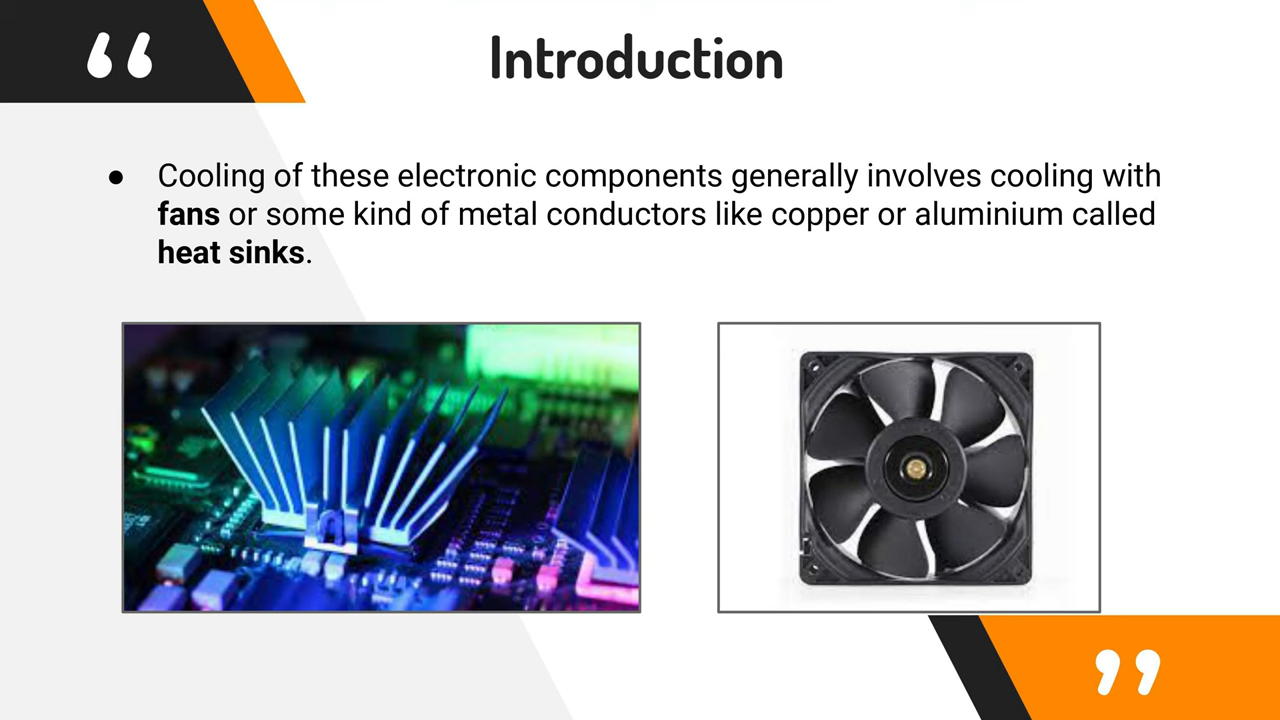 Introduction
● Cooling of these electronic components generally involves cooling with
fans or some kind of metal conductors like copper or aluminium called
heat sinks.